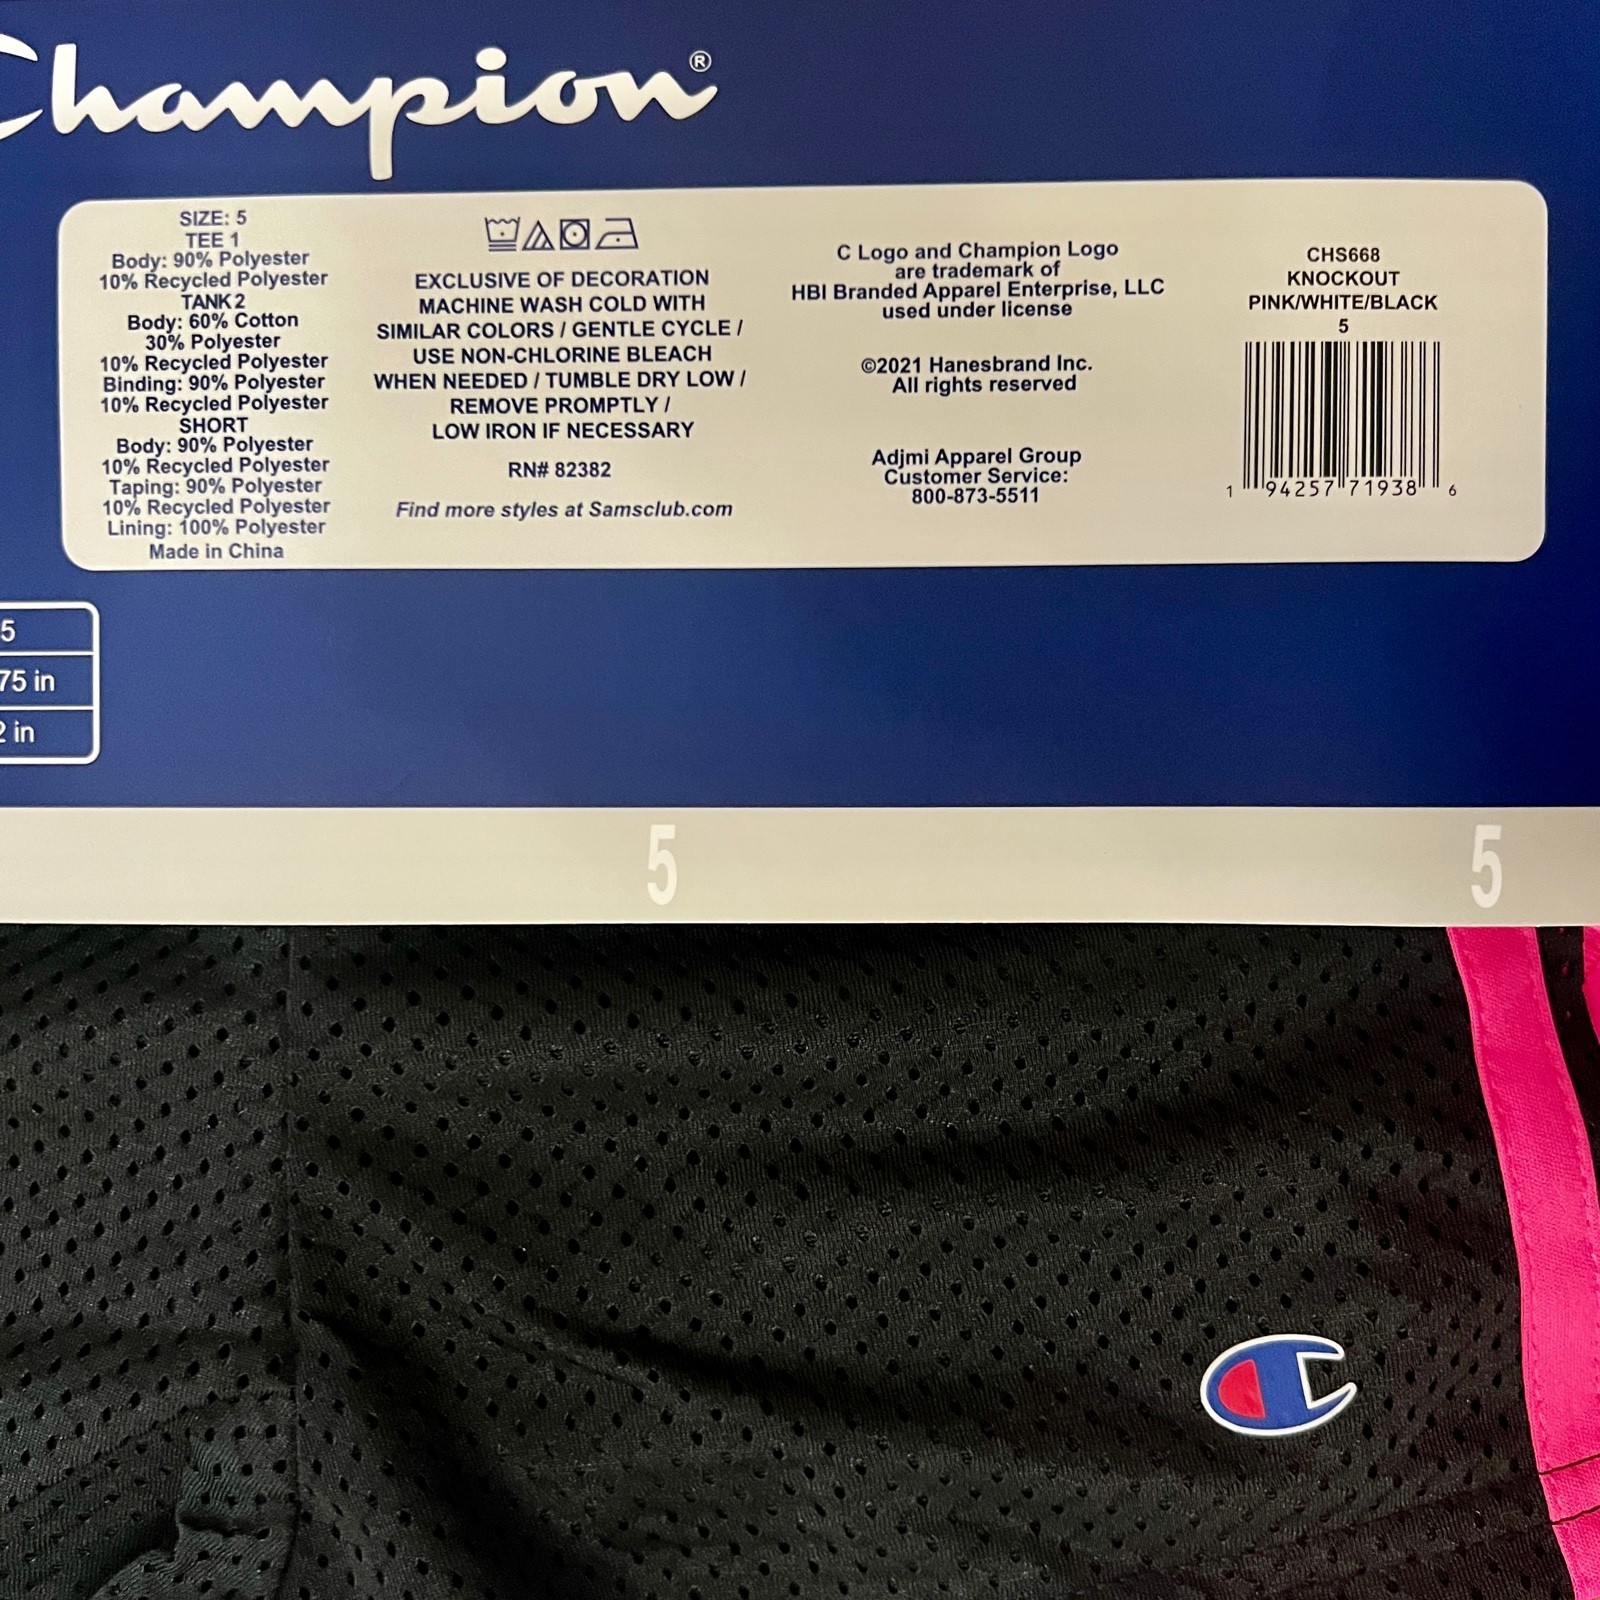 Champion®
SIZE: 5
TEE 1
Body: 90% Polyester
10% Recycled Polyester
TANK 2
Body: 60% Cotton
30% Polyester
10% Recycled Polyester
Binding: 90% Polyester
10% Recycled Polyester
SHORT
Body: 90% Polyester
10% Recycled Polyester
Taping: 90% Polyester
10% Recycled Polyester
Lining: 100% Polyester
Made in China
EXCLUSIVE OF DECORATION
MACHINE WASH COLD WITH
SIMILAR COLORS / GENTLE CYCLE /
USE NON-CHLORINE BLEACH
WHEN NEEDED / TUMBLE DRY LOW /
REMOVE PROMPTLY /
LOW IRON IF NECESSARY
RN# 82382
Find more styles at Samsclub.com
C Logo and Champion Logo
are trademark of
HBI Branded Apparel Enterprise, LLC
used under license
©2021 Hanesbrand Inc.
All rights reserved
Adjmi Apparel Group
Customer Service:
800-873-5511
CHS668
KNOCKOUT
PINK/WHITE/BLACK
5
1 94257 71938 6
5
75 in
2 in
5
5